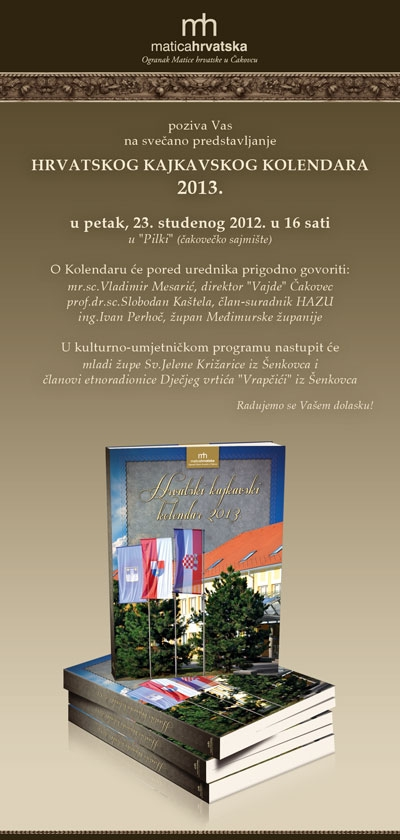 mh
maticahrvatska
Ogranak Matice hrvatske u Čakovcu
poziva Vas
na svečano predstavljanje
HRVATSKOG KAJKAVSKOG KOLENDARA
2013.
u petak, 23. studenog 2012. u 16 sati
u "Pilki" (čakovečko sajmište)
O Kolendaru će pored urednika prigodno govoriti:
mr.sc.Vladimir Mesarić, direktor "Vajde" Čakovec
prof.dr.sc.Slobodan Kaštela, član-suradnik HAZU
ing.Ivan Perhoč, župan Međimurske županije
U kulturno-umjetničkom programu nastupit će
mladi župe Sv.Jelene Križarice iz Šenkovca i
članovi etnoradionice Dječjeg vrtića "Vrapčići" iz Šenkovca
Radujemo se Vašem dolasku!
mh
maticahrvatska
Hrvatski kajkavski
kolendar 2013